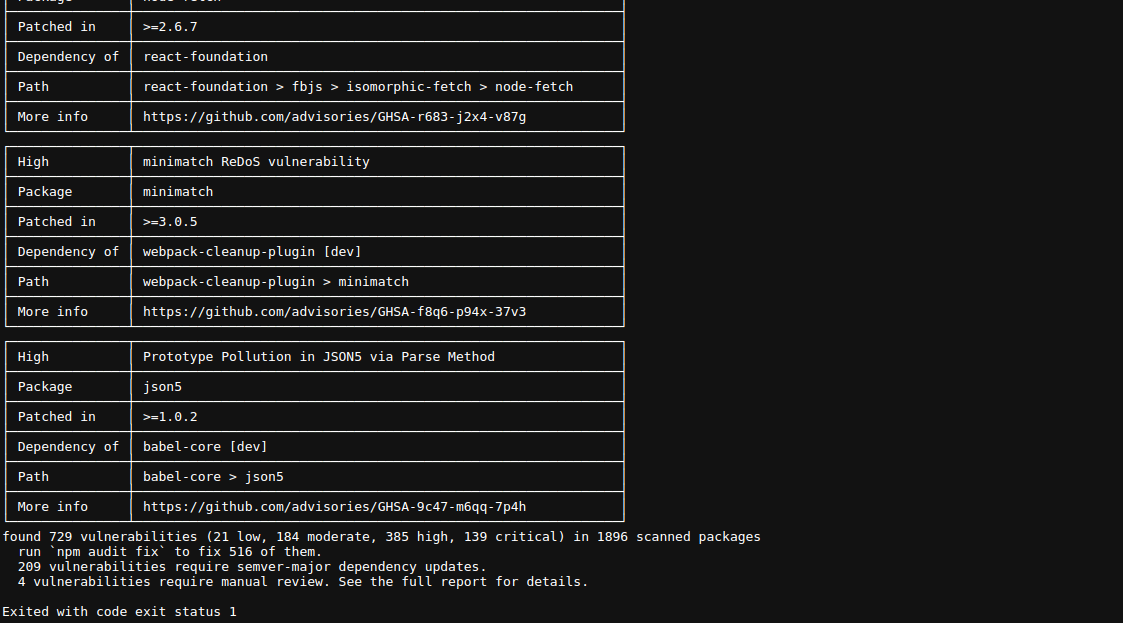 Patched in >=2.6.7
Dependency of react-foundation
Path react-foundation > fbjs > isomorphic-fetch > node-fetch
More info https://github.com/advisories/GHSA-r683-j2x4-v87g
High minimatch ReDoS vulnerability
Package minimatch
Patched in >=3.0.5
Dependency of webpack-cleanup-plugin [dev]
Path webpack-cleanup-plugin > minimatch
More info https://github.com/advisories/GHSA-f8q6-p94x-37v3
High Prototype Pollution in JSON5 via Parse Method
Package json5
Patched in >=1.0.2
Dependency of babel-core [dev]
Path babel-core > json5
More info https://github.com/advisories/GHSA-9c47-m6qq-7p4h
found 729 vulnerabilities (21 low, 184 moderate, 385 high, 139 critical) in 1896 scanned packages
run `npm audit fix` to fix 516 of them.
209 vulnerabilities require semver-major dependency updates.
4 vulnerabilities require manual review. See the full report for details.
Exited with code exit status 1